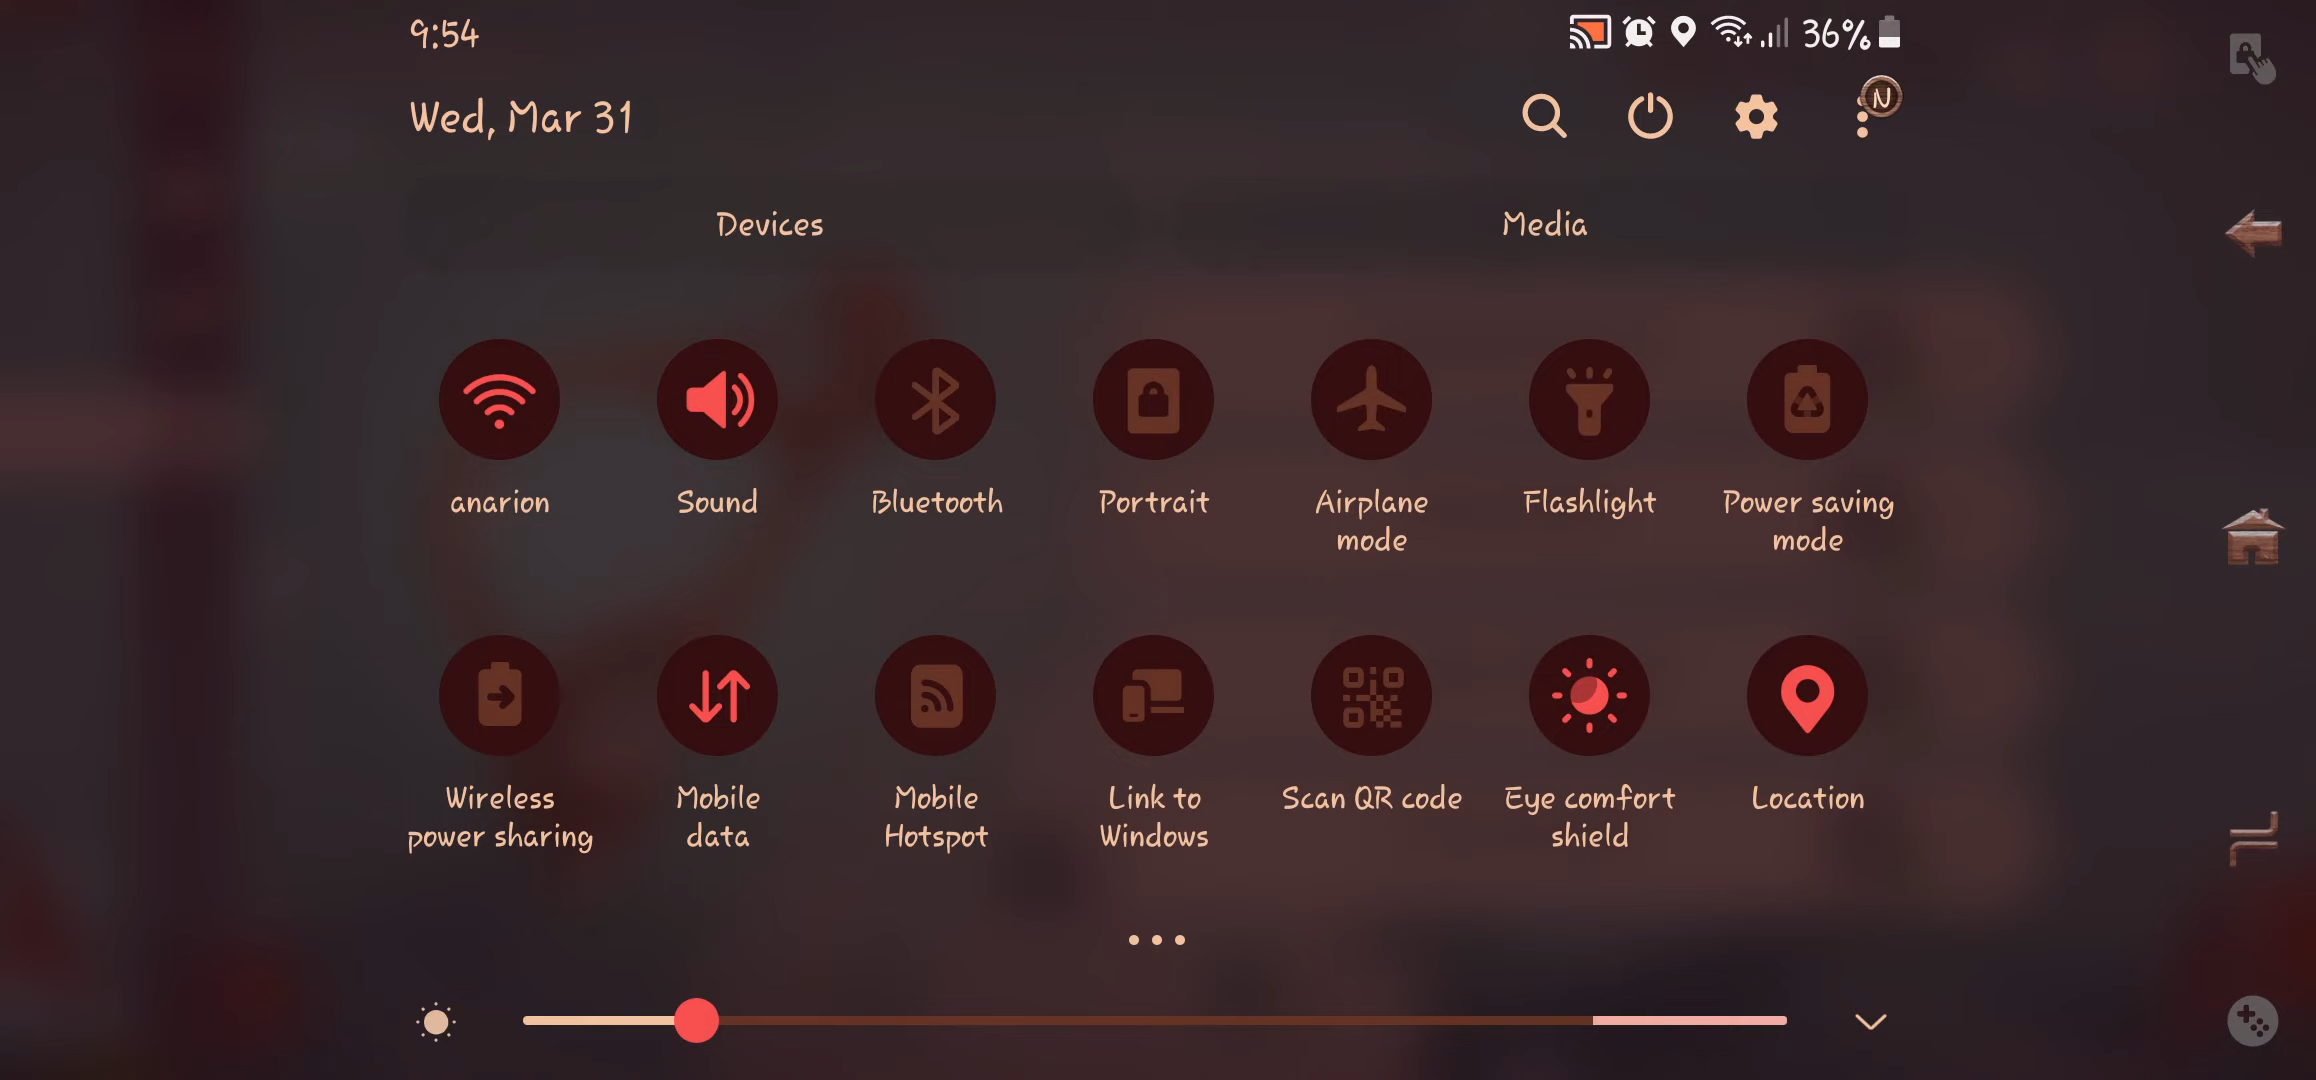 9:54
36%
Wed, Mar 31
N
Devices
Media
anarion
Sound
Bluetooth
Portrait
Airplane
mode
Flashlight
Power saving
mode
Wireless
power sharing
Mobile
data
Mobile
Hotspot
Link to
Windows
Scan QR code
Eye comfort
shield
Location